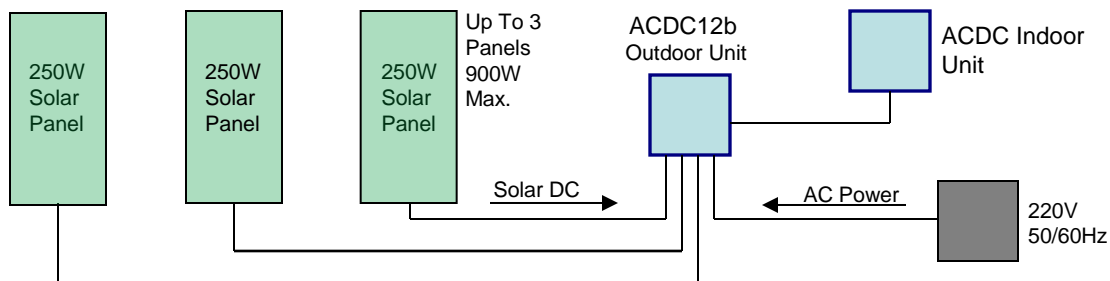 250W
Solar
Panel
250W
Solar
Panel
250W
Solar
Panel
Up To 3
Panels
900W
Max.
ACDC12b
Outdoor Unit
ACDC Indoor
Unit
Solar DC
AC Power
220V
50/60Hz